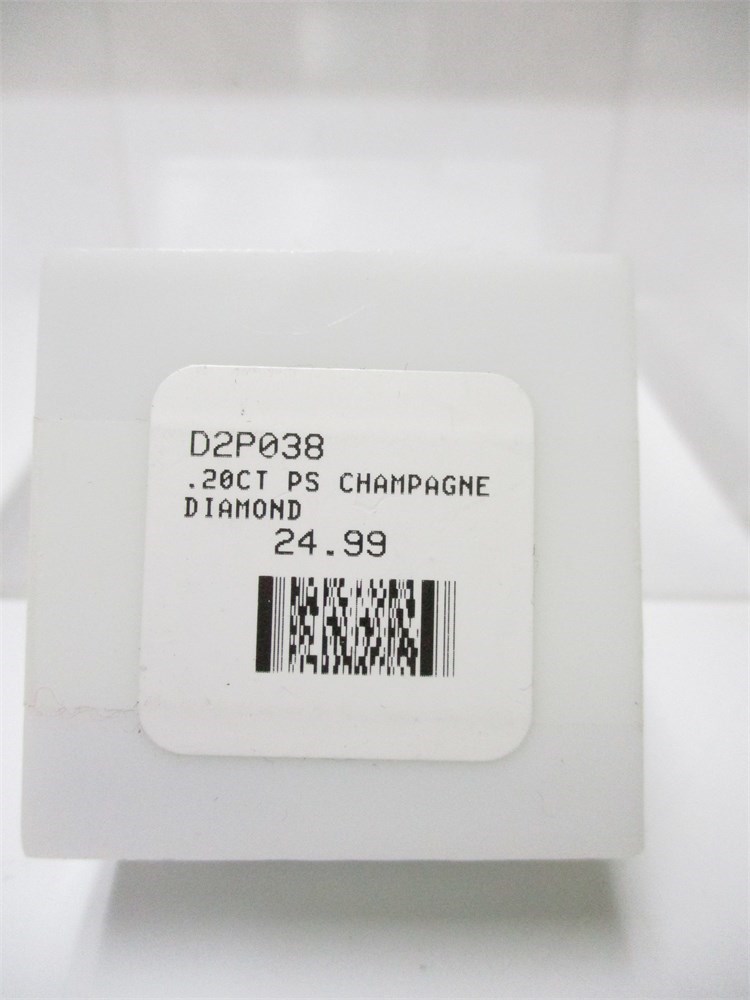 D2P038
.20CT PS CHAMPAGNE
DIAMOND
24.99